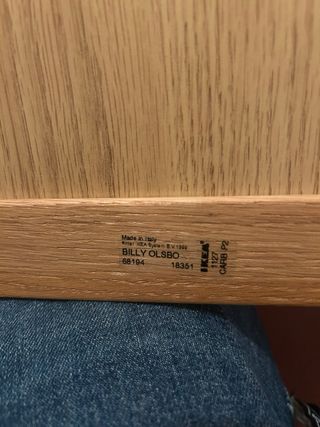 Made in Italy
©Inter IKEA System B.V. 1999
BILLY OLSBO
68194 18351
IKEA®
1127
CARB P2